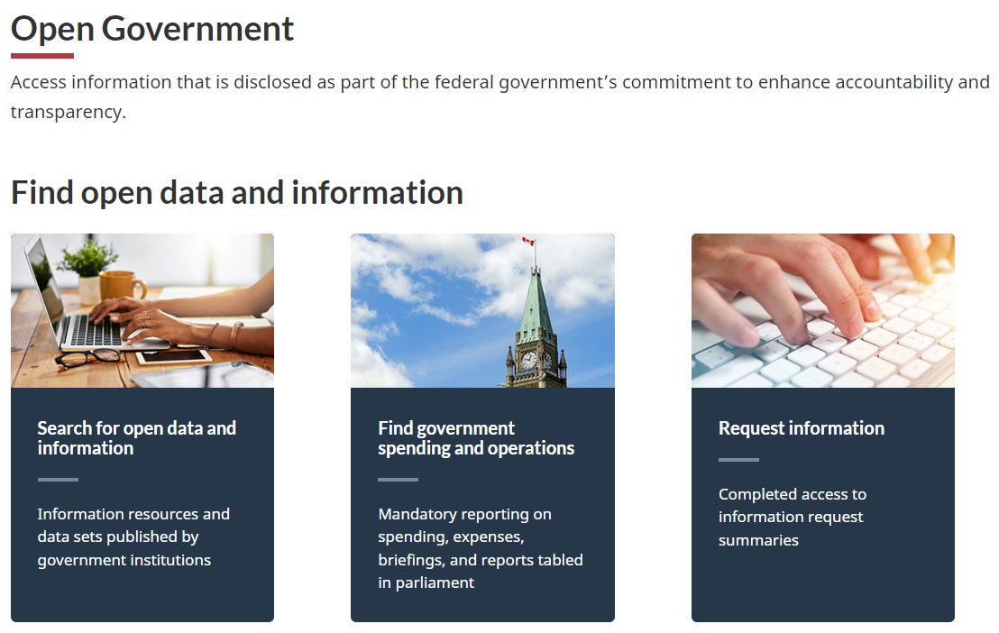 Open Government
Access information that is disclosed as part of the federal government’s commitment to enhance accountability and
transparency.
Find open data and information
Search for open data and
information
Information resources and
data sets published by
government institutions
Find government
spending and operations
Mandatory reporting on
spending, expenses,
briefings, and reports tabled
in parliament
Request information
Completed access to
information request
summaries